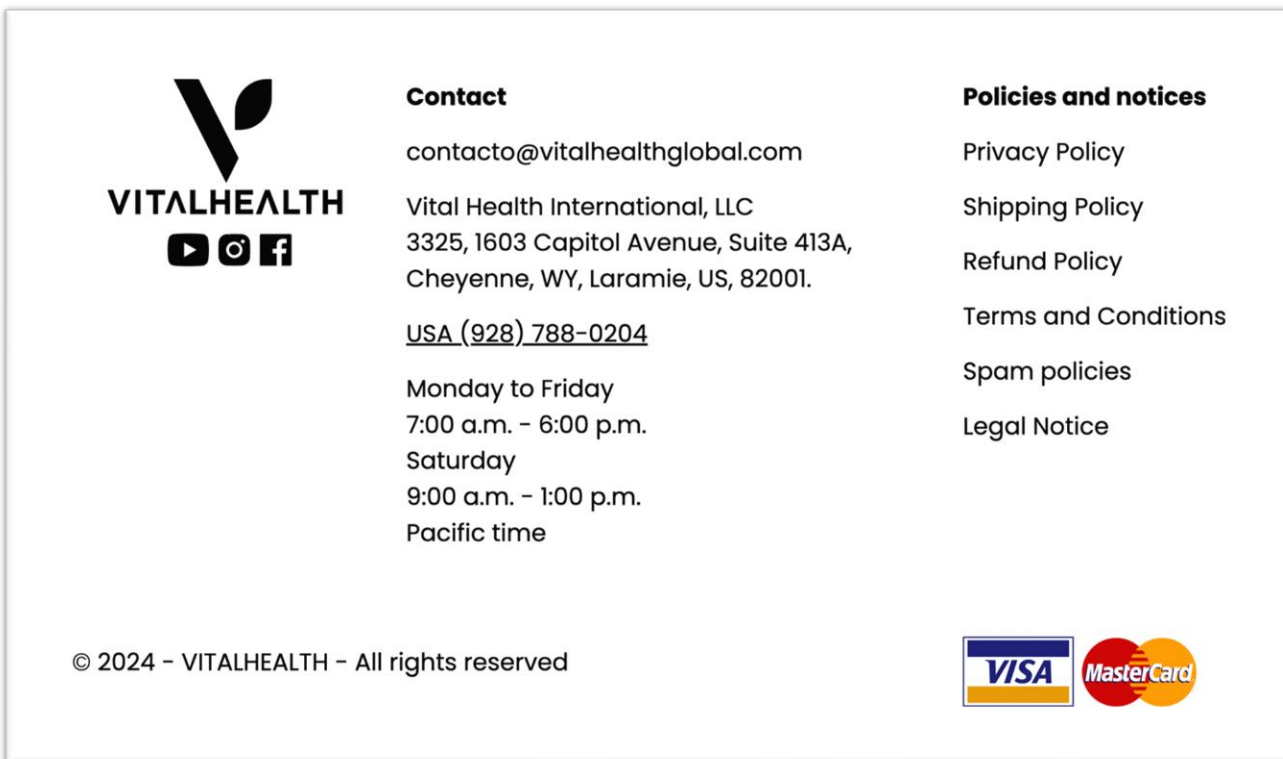 VITALHEALTH
Contact
contacto@vitalhealthglobal.com
Vital Health International, LLC
3325, 1603 Capitol Avenue, Suite 413A,
Cheyenne, WY, Laramie, US, 82001.
USA (928) 788-0204
Monday to Friday
7:00 a.m. - 6:00 p.m.
Saturday
9:00 a.m. - 1:00 p.m.
Pacific time
Policies and notices
Privacy Policy
Shipping Policy
Refund Policy
Terms and Conditions
Spam policies
Legal Notice
© 2024 - VITALHEALTH - All rights reserved
VISA
MasterCard